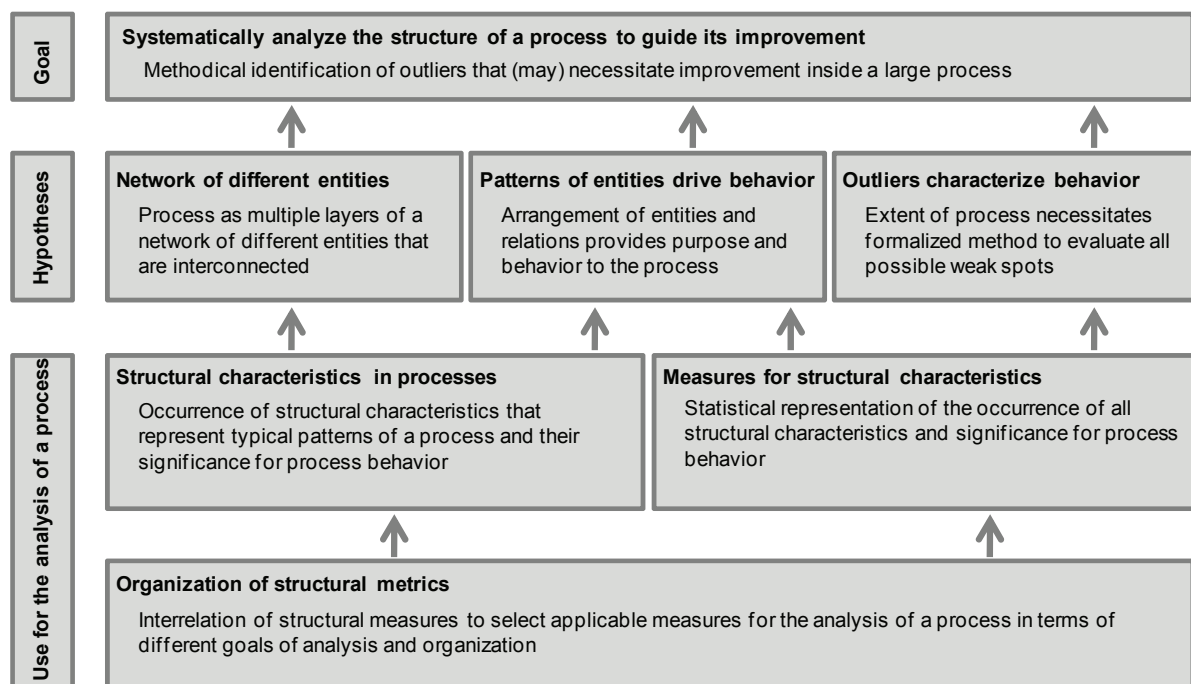 Goal
Systematically analyze the structure of a process to guide its improvement
Methodical identification of outliers that (may) necessitate improvement inside a large process
Hypotheses
Network of different entities
Process as multiple layers of a
network of different entities that
are interconnected
Patterns of entities drive behavior
Arrangement of entities and
relations provides purpose and
behavior to the process
Outliers characterize behavior
Extent of process necessitates
formalized method to evaluate all
possible weak spots
Use for the analysis of a process
Structural characteristics in processes
Occurrence of structural characteristics that
represent typical patterns of a process and their
significance for process behavior
Measures for structural characteristics
Statistical representation of the occurrence of all
structural characteristics and significance for process
behavior
Organization of structural metrics
Interrelation of structural measures to select applicable measures for the analysis of a process in terms of
different goals of analysis and organization